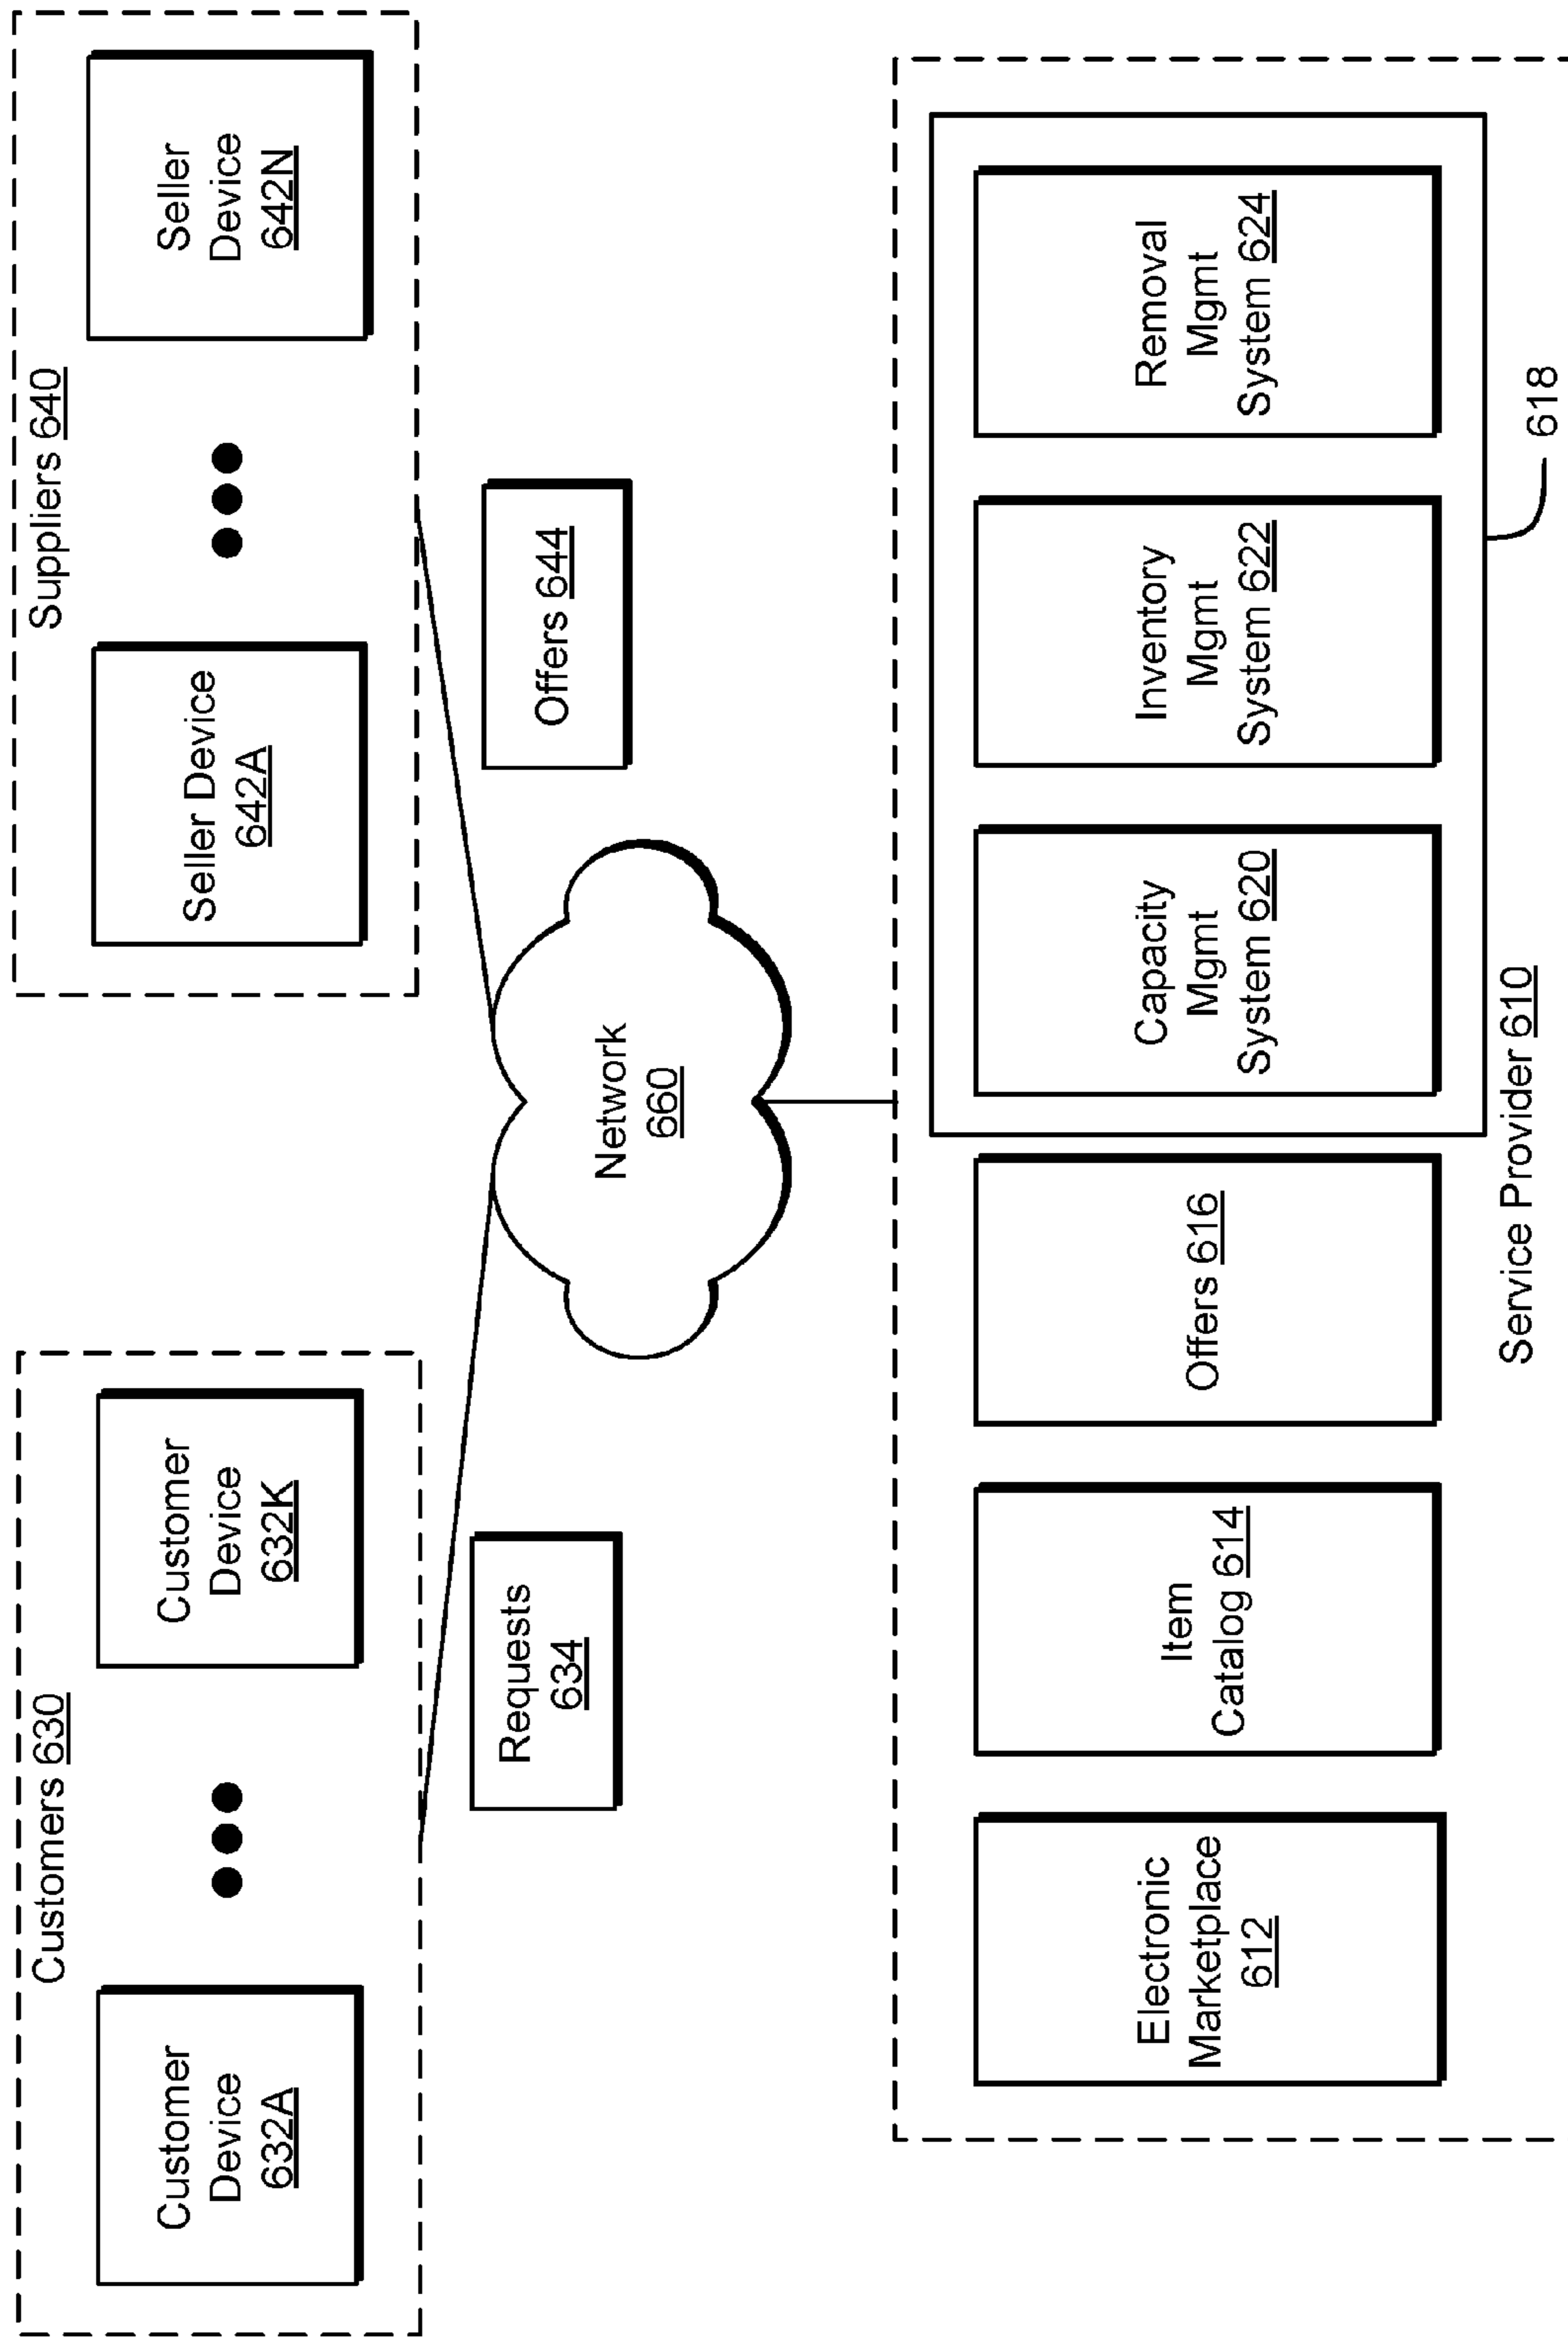 Customers 630
Customer
Device
632A
Customer
Device
632K
Suppliers 640
Seller Device
642A
Seller
Device
642N
Requests
634
Network
660
Offers 644
Electronic
Marketplace
612
Item
Catalog 614
Offers 616
Capacity
Mgmt
System 620
Inventory
Mgmt
System 622
Removal
Mgmt
System 624
Service Provider 610
618